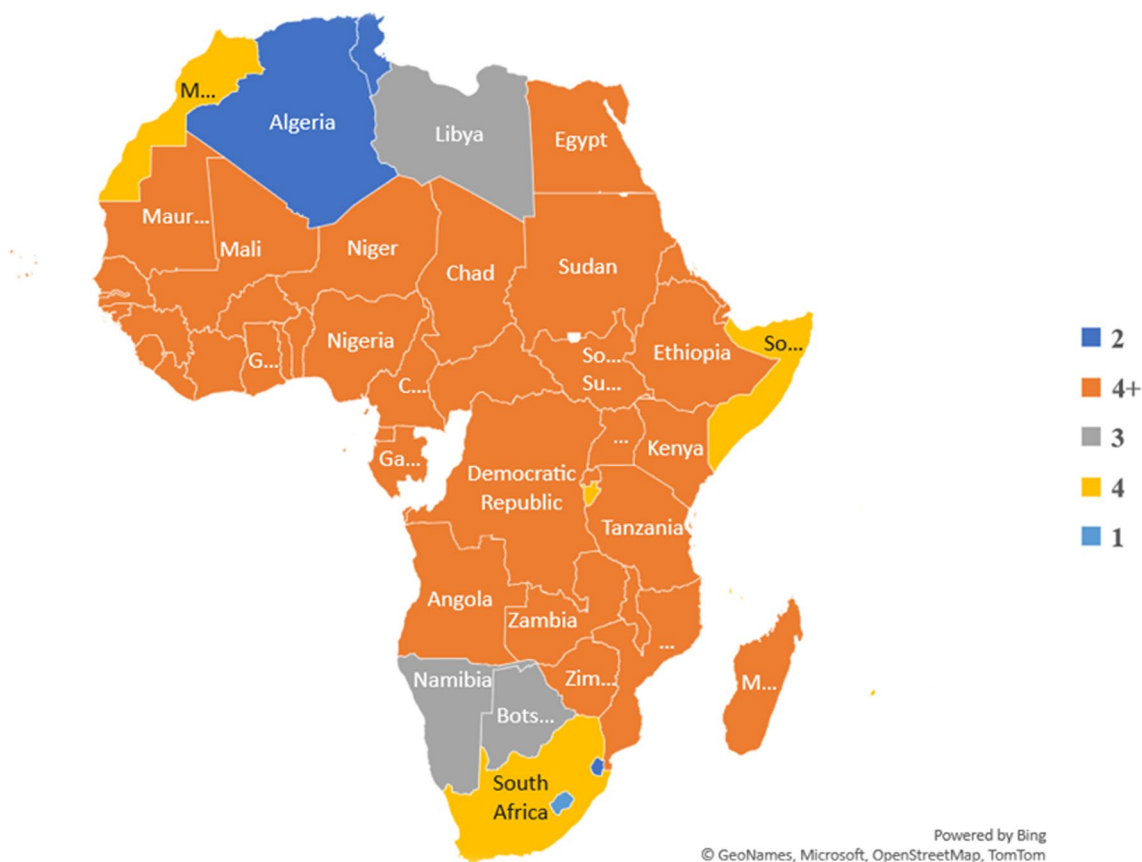 M...
Algeria
Libya
Egypt
Maur...
Mali
Niger
Chad
Sudan
So...
Nigeria
Ethiopia
G...
C...
So...
Su...
...
Kenya
Ga...
Democratic
Republic
Tanzania
Angola
Zambia
...
Zim...
M...
Namibia
Bots...
South
Africa
2
4+
3
4
1
Powered by Bing
© GeoNames, Microsoft, OpenStreetMap, TomTom